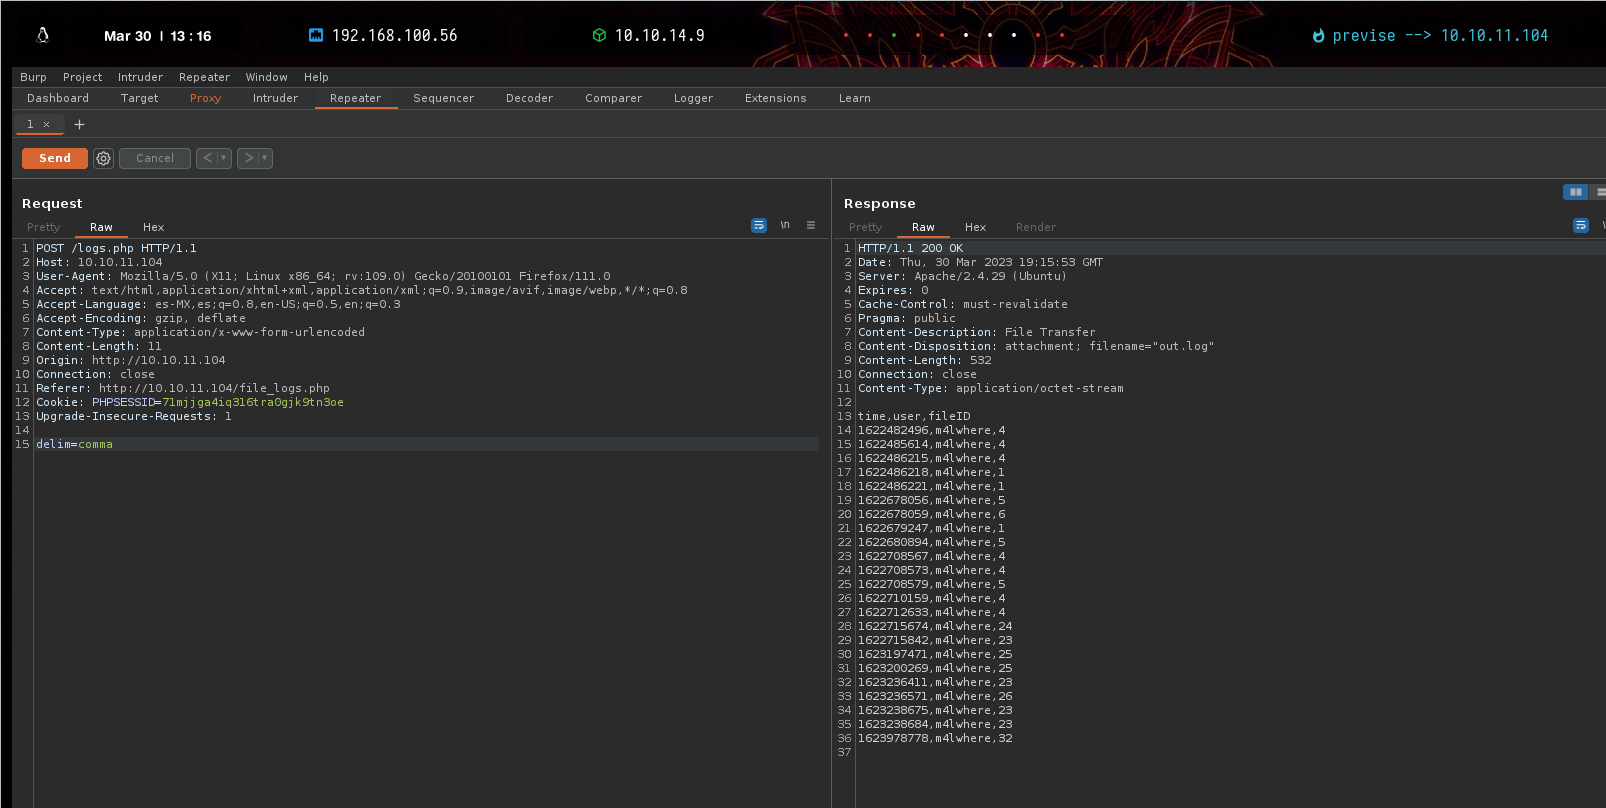 Mar 30 | 13:16 192.168.100.56 10.10.14.9 previse --> 10.10.11.104
Burp Project Intruder Repeater Window Help
Dashboard Target Proxy Intruder Repeater Sequencer Decoder Comparer Logger Extensions Learn
1 × +
Send Cancel < >
Request
Pretty Raw Hex \n
1 POST /logs.php HTTP/1.1
2 Host: 10.10.11.104
3 User-Agent: Mozilla/5.0 (X11; Linux x86_64; rv:109.0) Gecko/20100101 Firefox/111.0
4 Accept: text/html,application/xhtml+xml,application/xml;q=0.9,image/avif,image/webp,*/*;q=0.8
5 Accept-Language: es-MX,es;q=0.8,en-US;q=0.5,en;q=0.3
6 Accept-Encoding: gzip, deflate
7 Content-Type: application/x-www-form-urlencoded
8 Content-Length: 11
9 Origin: http://10.10.11.104
10 Connection: close
11 Referer: http://10.10.11.104/file_logs.php
12 Cookie: PHPSESSID=71mjjga4iq316tra0gjk9tn3oe
13 Upgrade-Insecure-Requests: 1
14
15 delim=comma
Response
Pretty Raw Hex Render
1 HTTP/1.1 200 OK
2 Date: Thu, 30 Mar 2023 19:15:53 GMT
3 Server: Apache/2.4.29 (Ubuntu)
4 Expires: 0
5 Cache-Control: must-revalidate
6 Pragma: public
7 Content-Description: File Transfer
8 Content-Disposition: attachment; filename="out.log"
9 Content-Length: 532
10 Connection: close
11 Content-Type: application/octet-stream
12
13 time,user,fileID
14 1622482496,m4lwhere,4
15 1622485614,m4lwhere,4
16 1622486215,m4lwhere,4
17 1622486218,m4lwhere,1
18 1622486221,m4lwhere,1
19 1622678056,m4lwhere,5
20 1622678059,m4lwhere,6
21 1622679247,m4lwhere,1
22 1622680894,m4lwhere,5
23 1622708567,m4lwhere,4
24 1622708573,m4lwhere,4
25 1622708579,m4lwhere,5
26 1622710159,m4lwhere,4
27 1622712633,m4lwhere,4
28 1622715674,m4lwhere,24
29 1622715842,m4lwhere,23
30 1623197471,m4lwhere,25
31 1623200269,m4lwhere,25
32 1623236411,m4lwhere,23
33 1623236571,m4lwhere,26
34 1623238675,m4lwhere,23
35 1623238684,m4lwhere,23
36 1623978778,m4lwhere,32
37